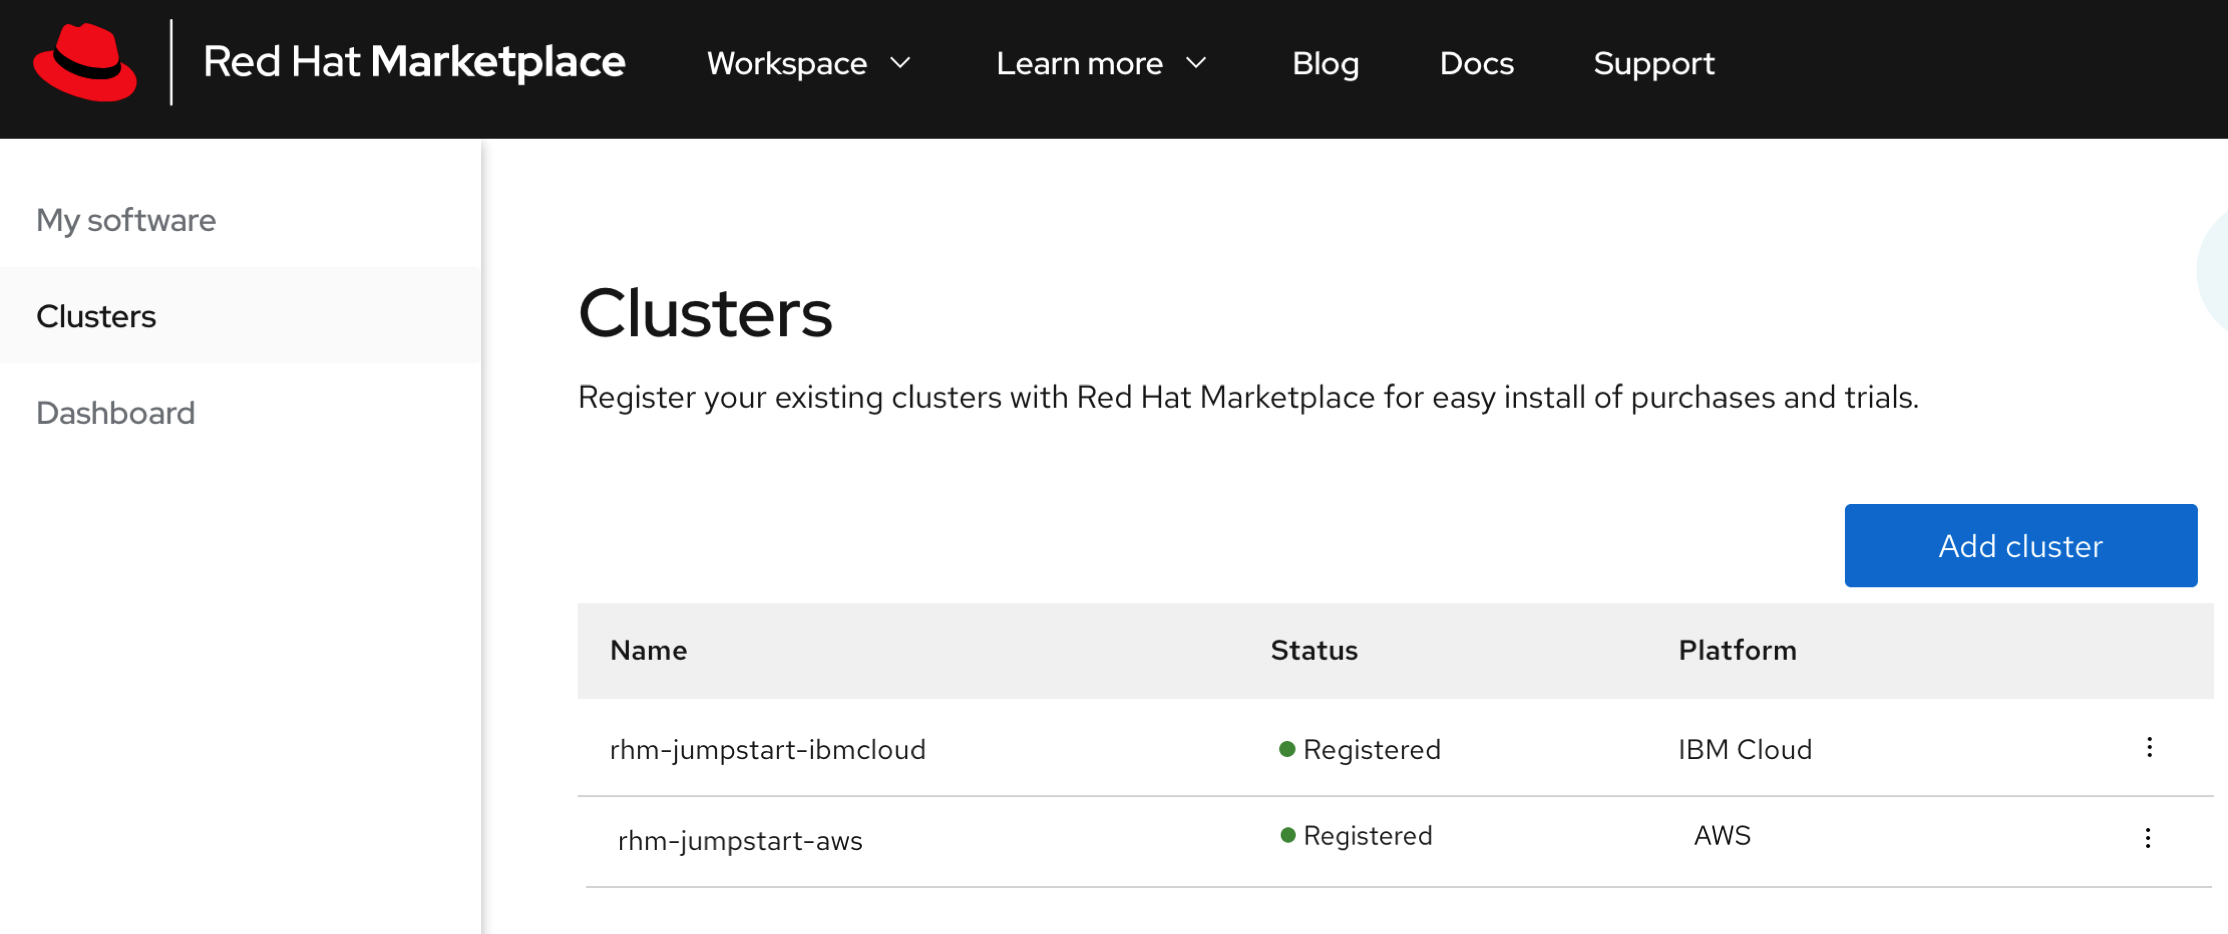 Red Hat Marketplace Workspace Learn more Blog Docs Support
My software
Clusters
Dashboard
Clusters
Register your existing clusters with Red Hat Marketplace for easy install of purchases and trials.
Add cluster
Name Status Platform
rhm-jumpstart-ibmcloud Registered IBM Cloud
rhm-jumpstart-aws Registered AWS